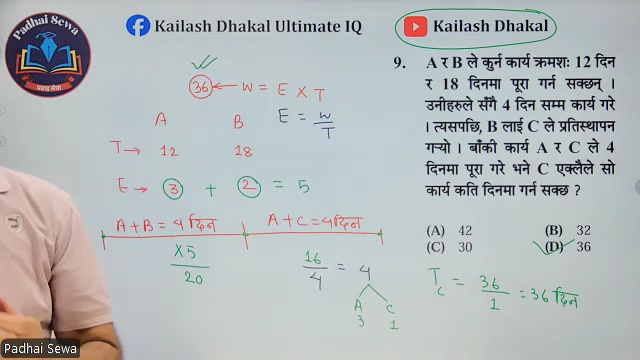 Padhai Sewa
पढाइ सेवा
Kailash Dhakal Ultimate IQ
Kailash Dhakal
36 ← W = E × T
A B E = W/T
T → 12 18
E → 3 + 2 = 5
A+B = 4 दिन A+C = 4 दिन
×5
20
16/4 = 4
A C
3 1
9. A र B ले कुर्न कार्य क्रमशः 12 दिन
र 18 दिनमा पूरा गर्न सक्छन् ।
उनीहरुले सँगै 4 दिन सम्म कार्य गरे
। त्यसपछि, B लाई C ले प्रतिस्थापन
गर्‍यो । बाँकी कार्य A र C ले 4
दिनमा पूरा गरे भने C एक्लैले सो
कार्य कति दिनमा गर्न सक्छ ?
(A) 42 (B) 32
(C) 30 (D) 36
T_C = 36/1 = 36 दिन
Padhai Sewa